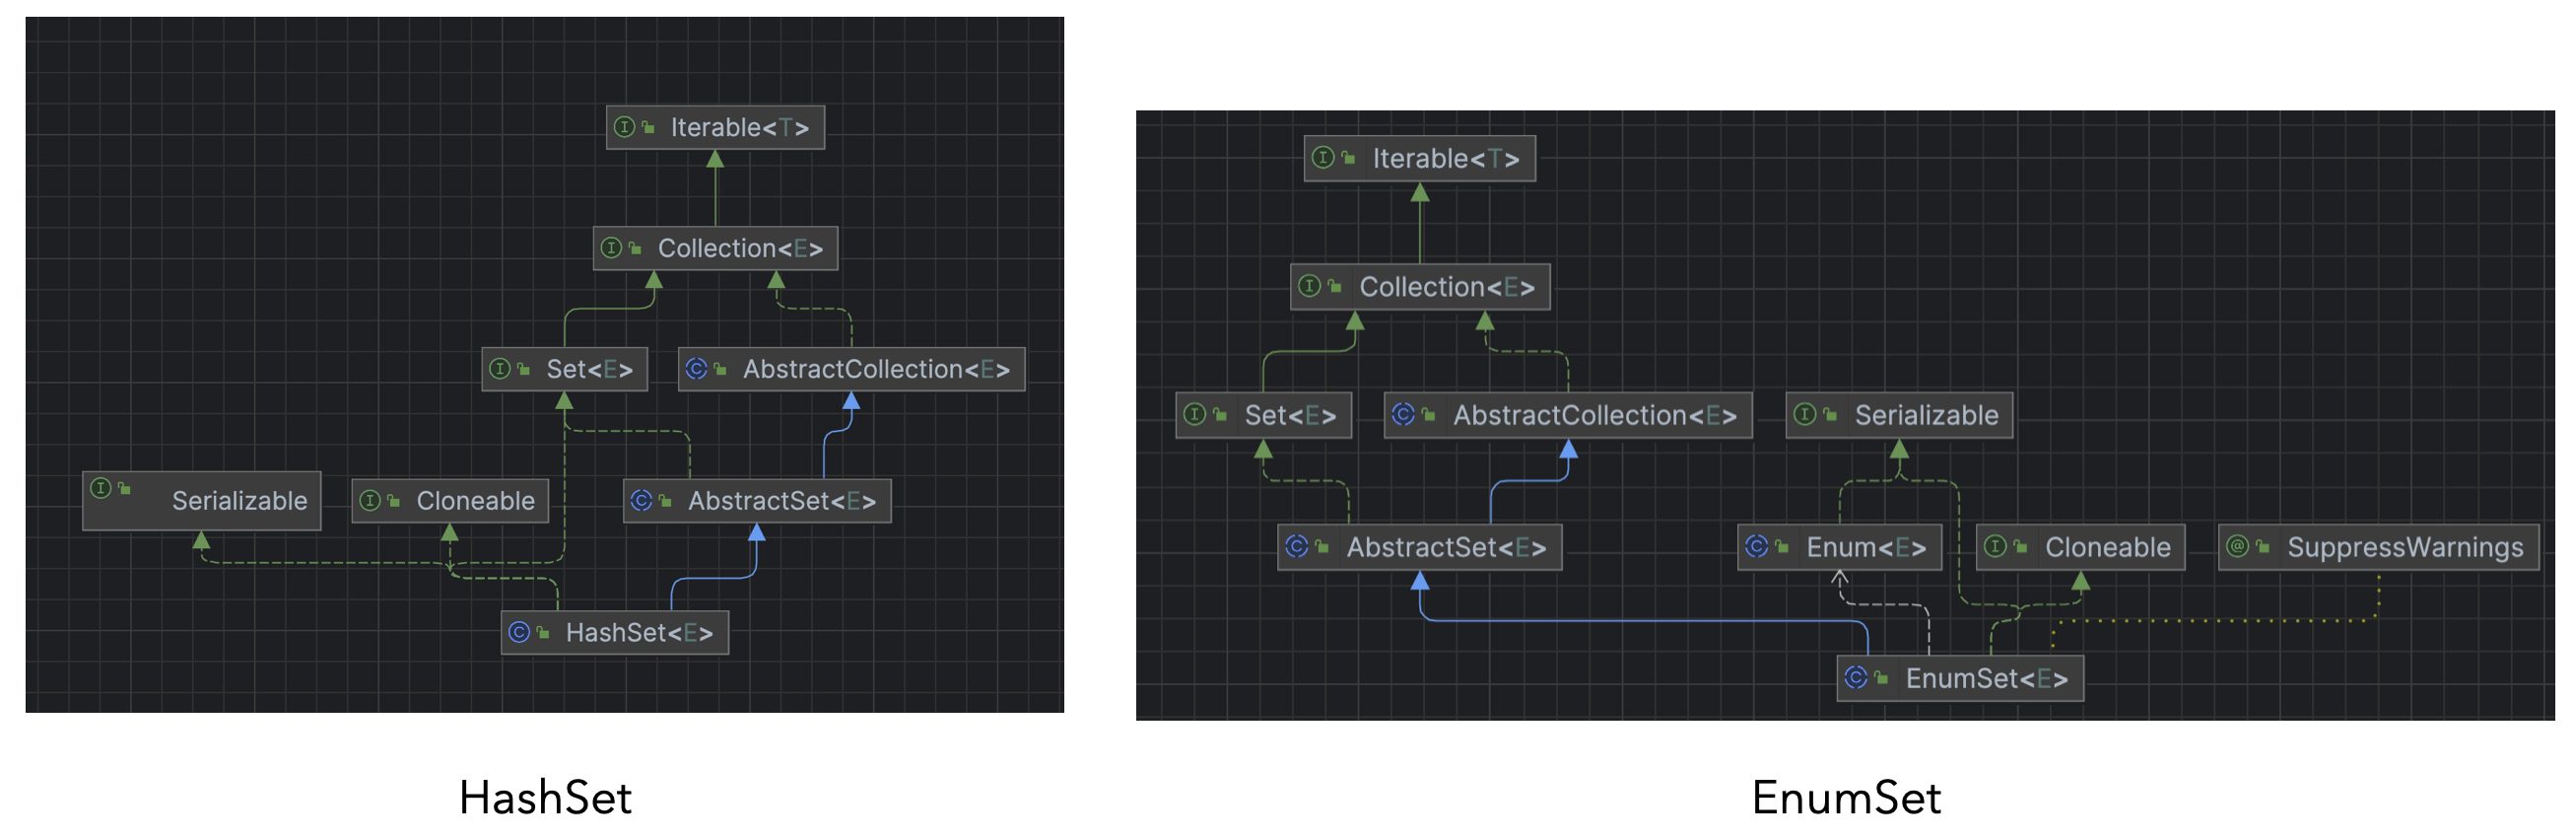 Iterable<T>
Collection<E>
Set<E>
AbstractCollection<E>
Serializable
Cloneable
AbstractSet<E>
HashSet<E>
HashSet
Iterable<T>
Collection<E>
Set<E>
AbstractCollection<E>
Serializable
AbstractSet<E>
Enum<E>
Cloneable
SuppressWarnings
EnumSet<E>
EnumSet